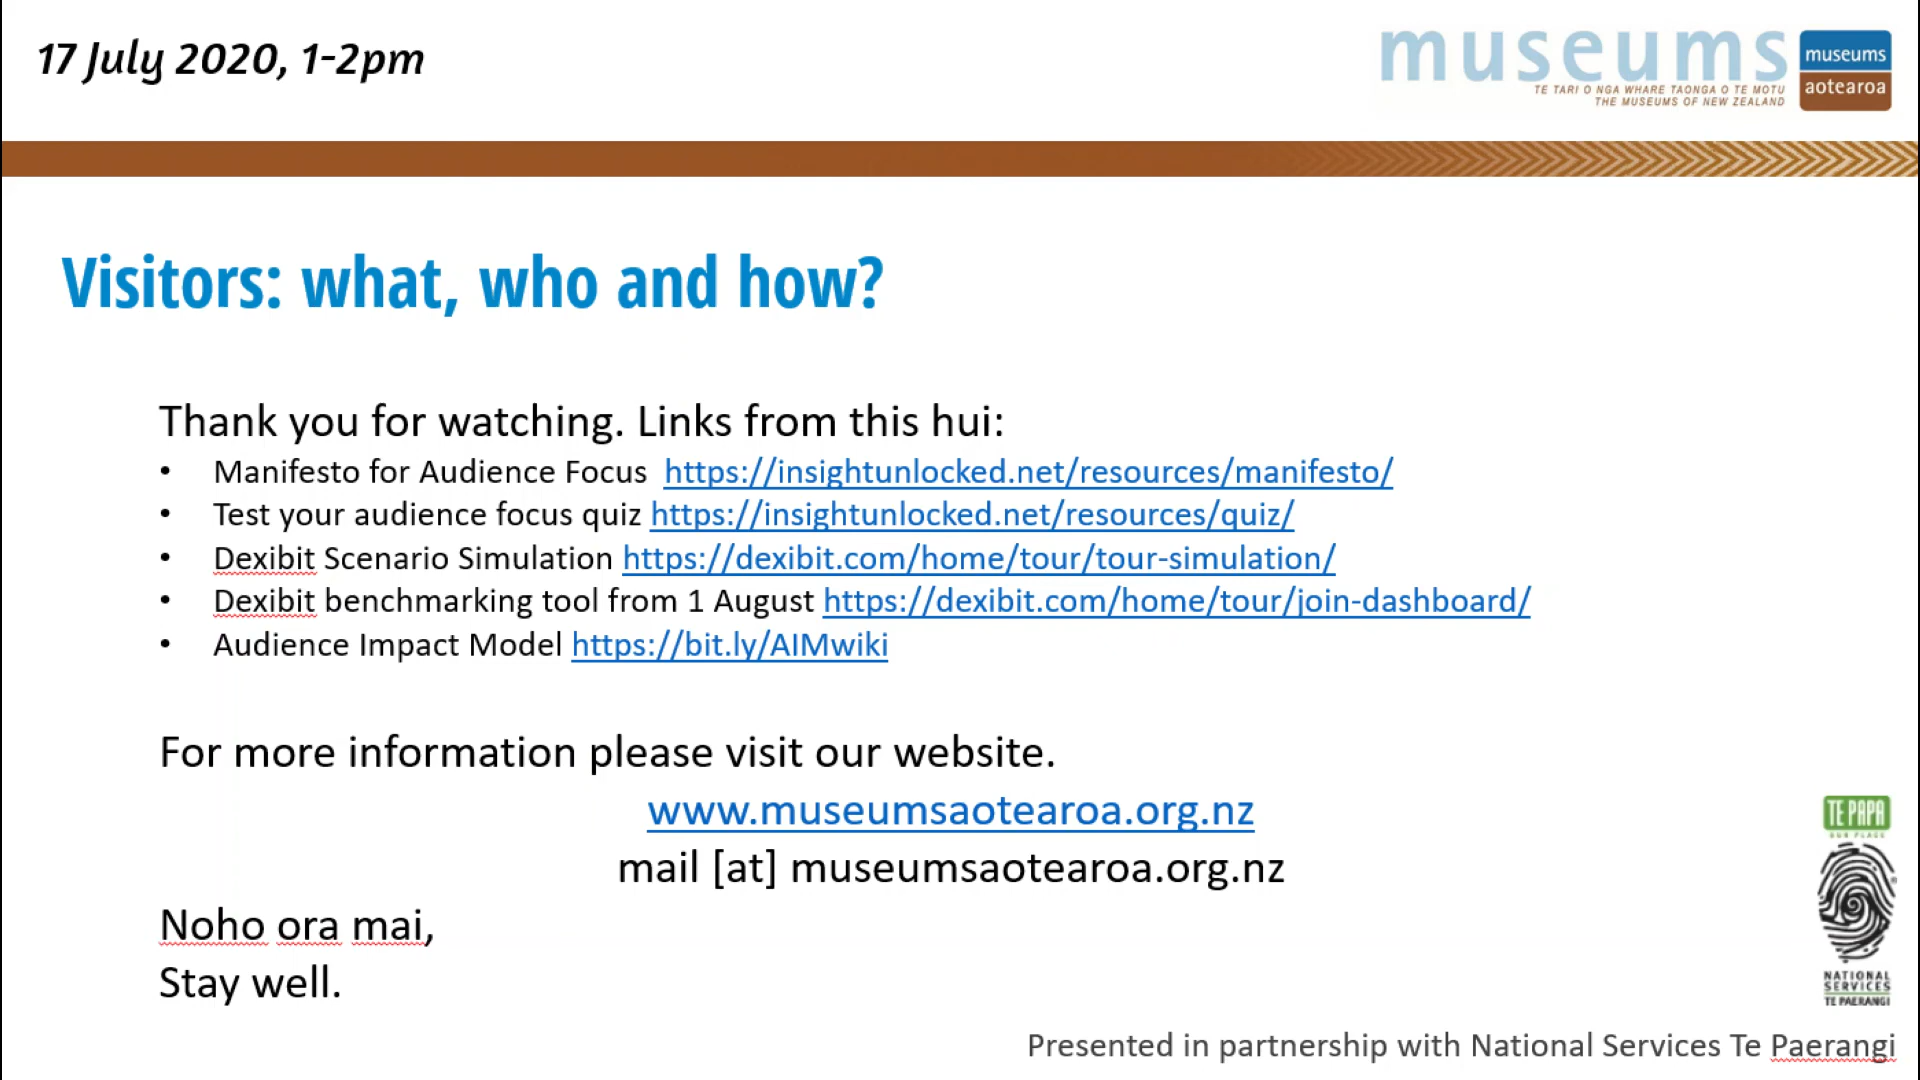 17 July 2020, 1-2pm
museums
TE TARI O NGA WHARE TAONGA O TE MOTU
THE MUSEUMS OF NEW ZEALAND
museums
aotearoa
Visitors: what, who and how?
Thank you for watching. Links from this hui:
• Manifesto for Audience Focus https://insightunlocked.net/resources/manifesto/
• Test your audience focus quiz https://insightunlocked.net/resources/quiz/
• Dexibit Scenario Simulation https://dexibit.com/home/tour/tour-simulation/
• Dexibit benchmarking tool from 1 August https://dexibit.com/home/tour/join-dashboard/
• Audience Impact Model https://bit.ly/AIMwiki
For more information please visit our website.
www.museumsaotearoa.org.nz
mail [at] museumsaotearoa.org.nz
Noho ora mai,
Stay well.
TE PAPA
OUR PLACE
NATIONAL
SERVICES
TE PAERANGI
Presented in partnership with National Services Te Paerangi